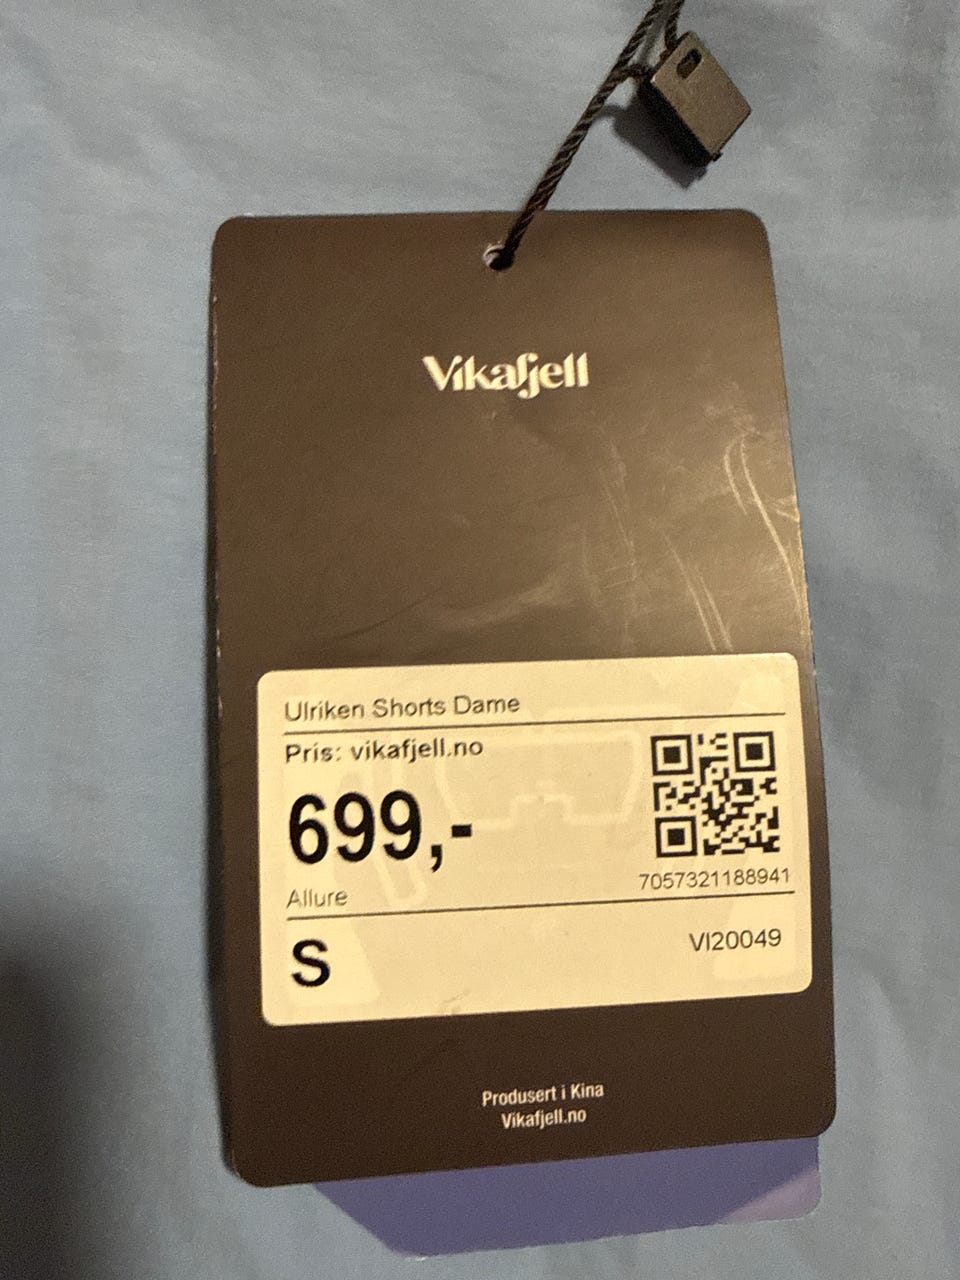 Vikafjell
Ulriken Shorts Dame
Pris: vikafjell.no
699,-
7057321188941
Allure
S
VI20049
Produsert i Kina
Vikafjell.no